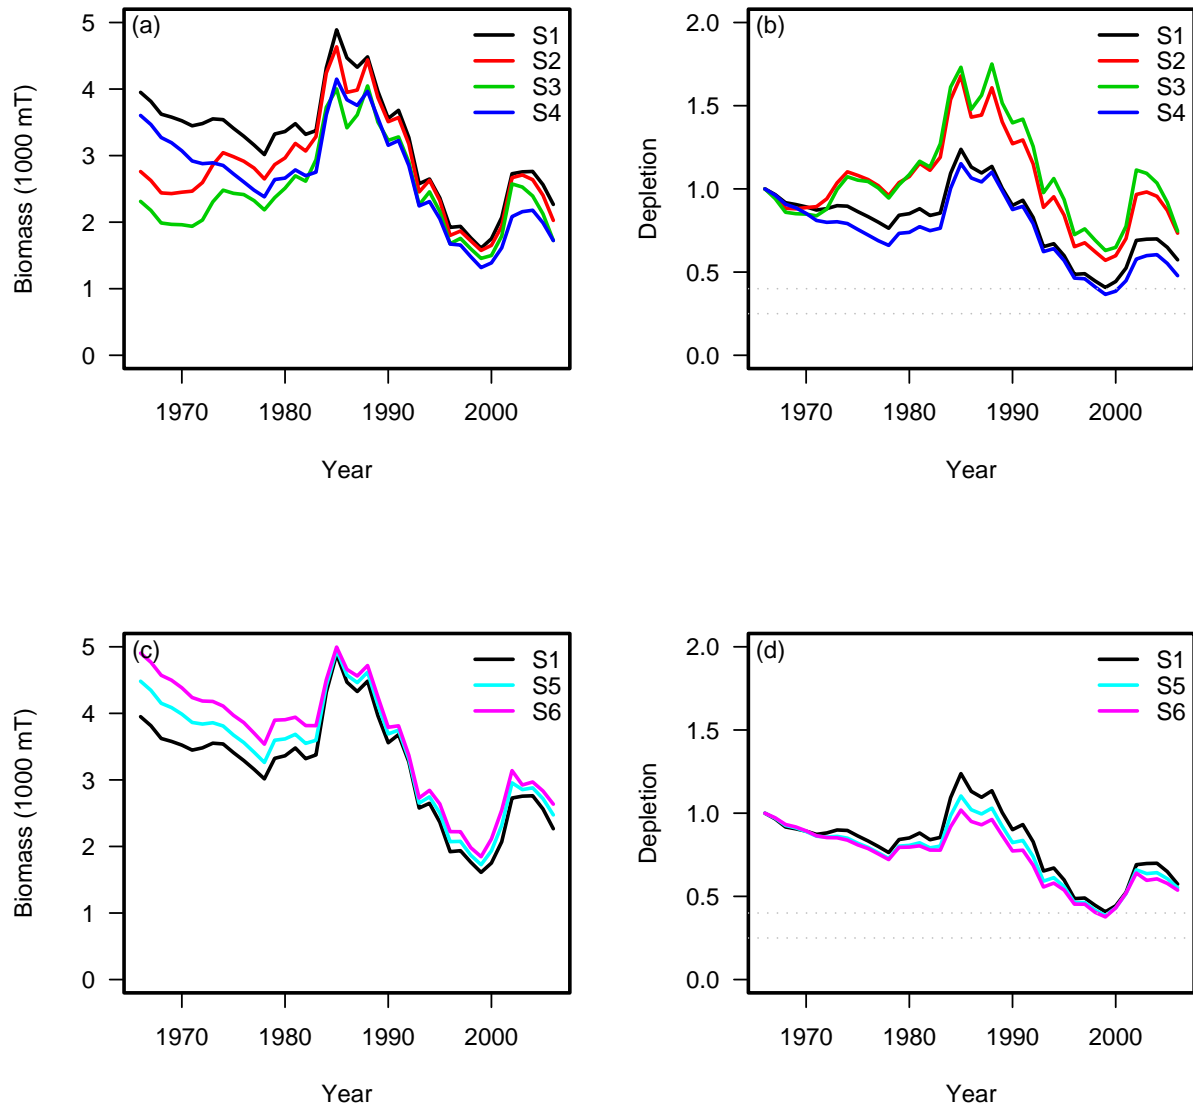 (a)
S1
S2
S3
S4
5
4
3
2
1
0
Biomass (1000 mT)
1970 1980 1990 2000
Year
(b)
S1
S2
S3
S4
2.0
1.5
1.0
0.5
0.0
Depletion
1970 1980 1990 2000
Year
(c)
S1
S5
S6
5
4
3
2
1
0
Biomass (1000 mT)
1970 1980 1990 2000
Year
(d)
S1
S5
S6
2.0
1.5
1.0
0.5
0.0
Depletion
1970 1980 1990 2000
Year